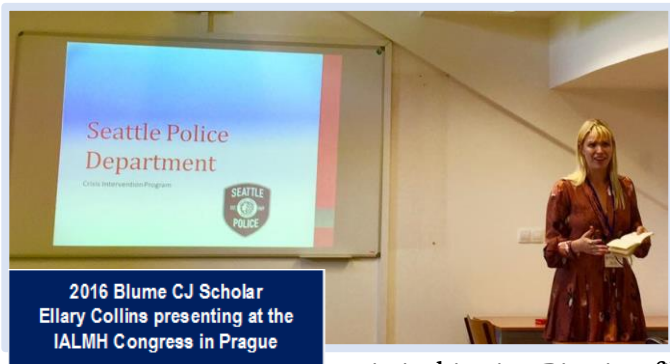 Seattle Police
Department
Crisis Intervention Program
SEATTLE
POLICE
2016 Blume CJ Scholar
Ellary Collins presenting at the
IALMH Congress in Prague